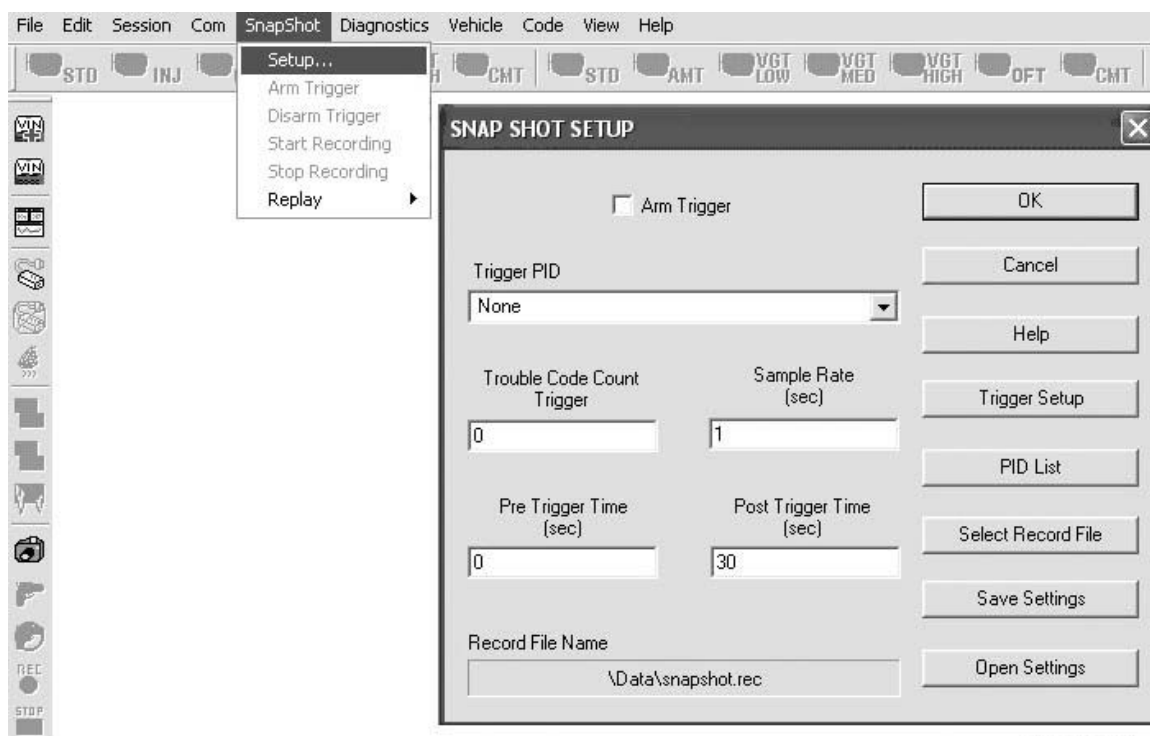 File Edit Session Com SnapShot Diagnostics Vehicle Code View Help
STD INJ CMT STD AMT VGT LOW VGT MED VGT HIGH OFT CMT
Setup...
Arm Trigger
Disarm Trigger
Start Recording
Stop Recording
Replay
VIN
VIN
REC
STOP
SNAP SHOT SETUP
Arm Trigger
OK
Trigger PID
Cancel
None
Help
Trouble Code Count
Trigger
Sample Rate
(sec)
Trigger Setup
0
1
PID List
Pre Trigger Time
(sec)
Post Trigger Time
(sec)
Select Record File
0
30
Save Settings
Record File Name
\Data\snapshot.rec
Open Settings